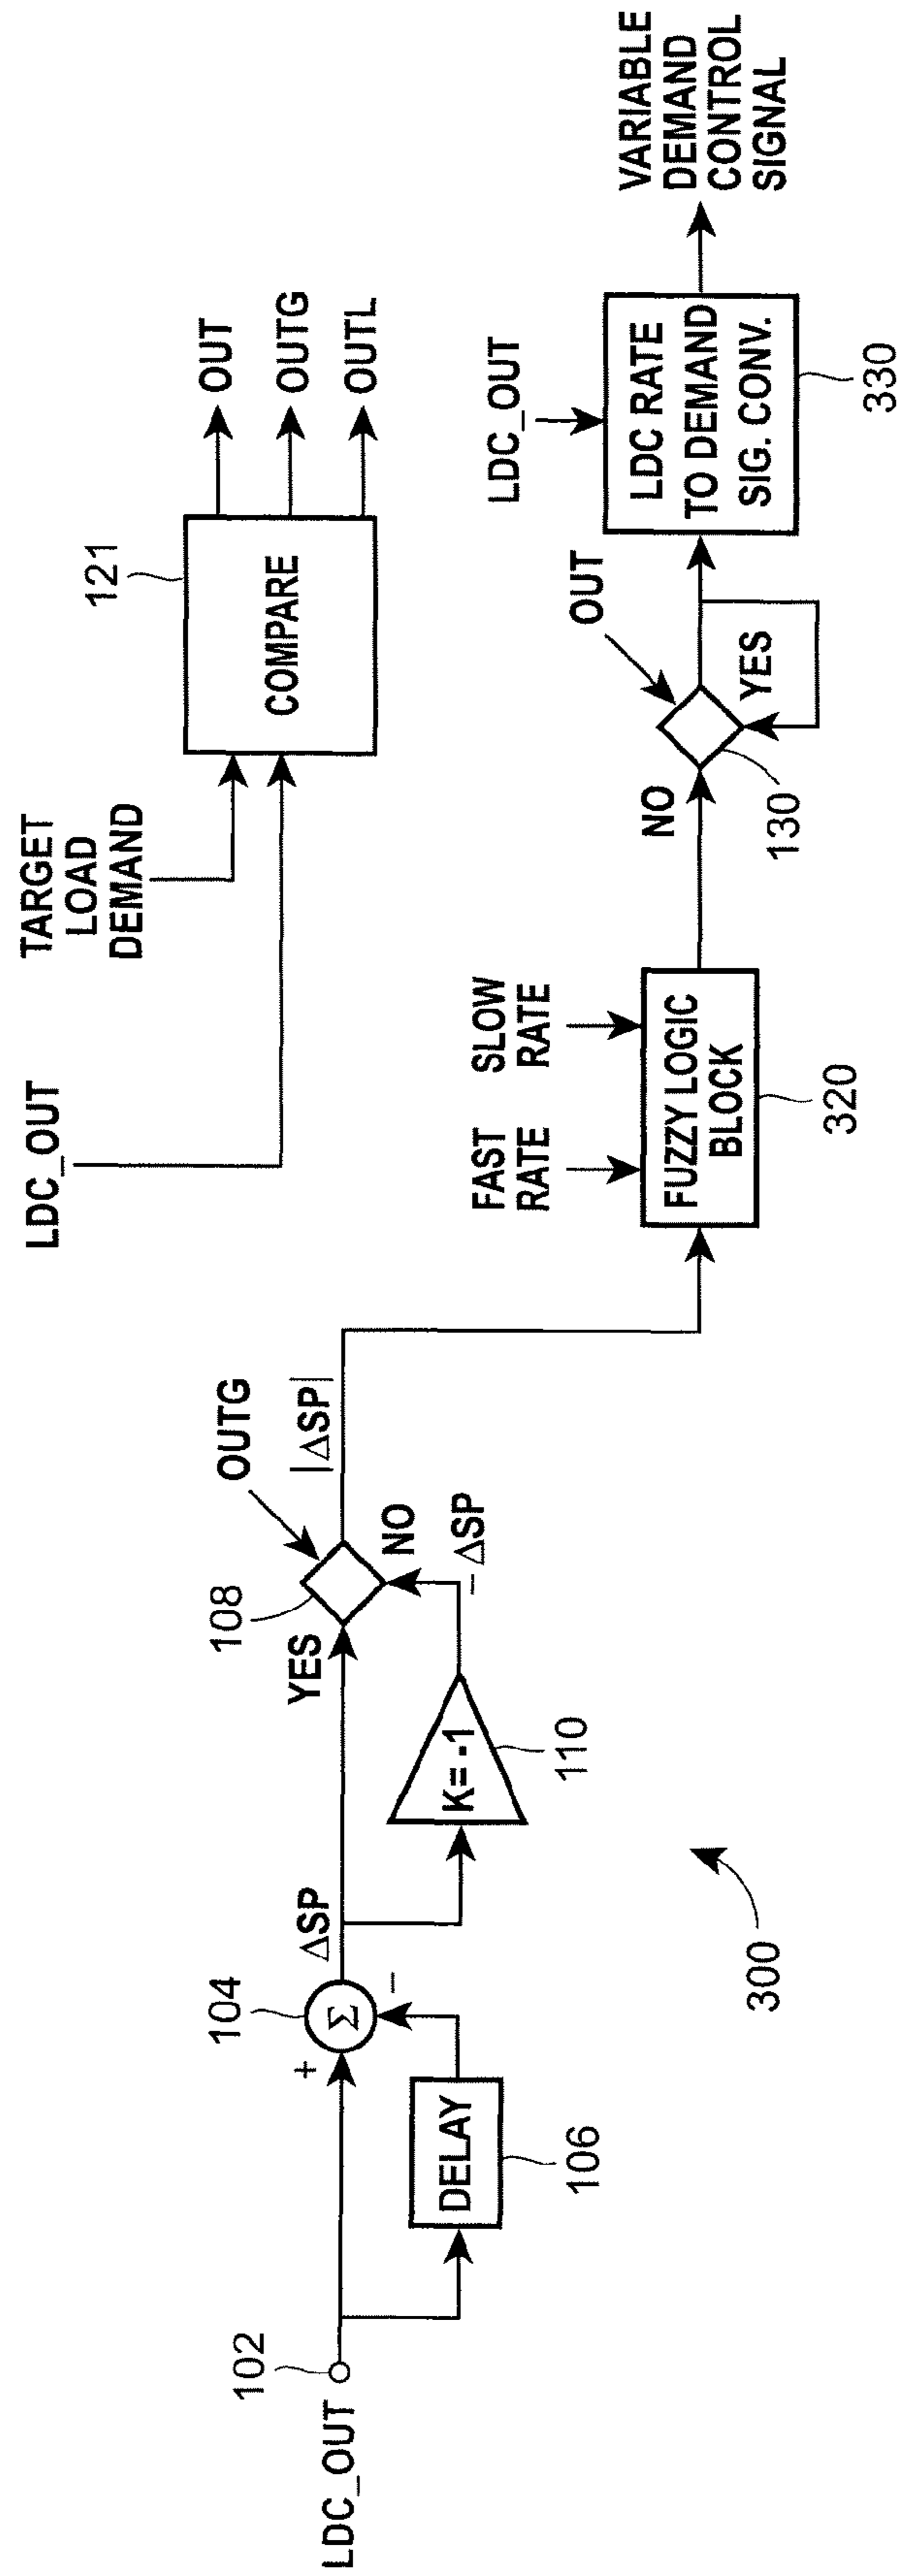 LDC_OUT
102
+
104
Σ
−
DELAY
106
ΔSP
K= -1
110
-ΔSP
YES
NO
108
OUTG
|ΔSP|
LDC_OUT
TARGET
LOAD
DEMAND
121
COMPARE
OUT
OUTG
OUTL
FAST
RATE
SLOW
RATE
FUZZY LOGIC
BLOCK
320
NO
OUT
YES
130
LDC_OUT
LDC RATE
TO DEMAND
SIG. CONV.
330
VARIABLE
DEMAND
CONTROL
SIGNAL
300